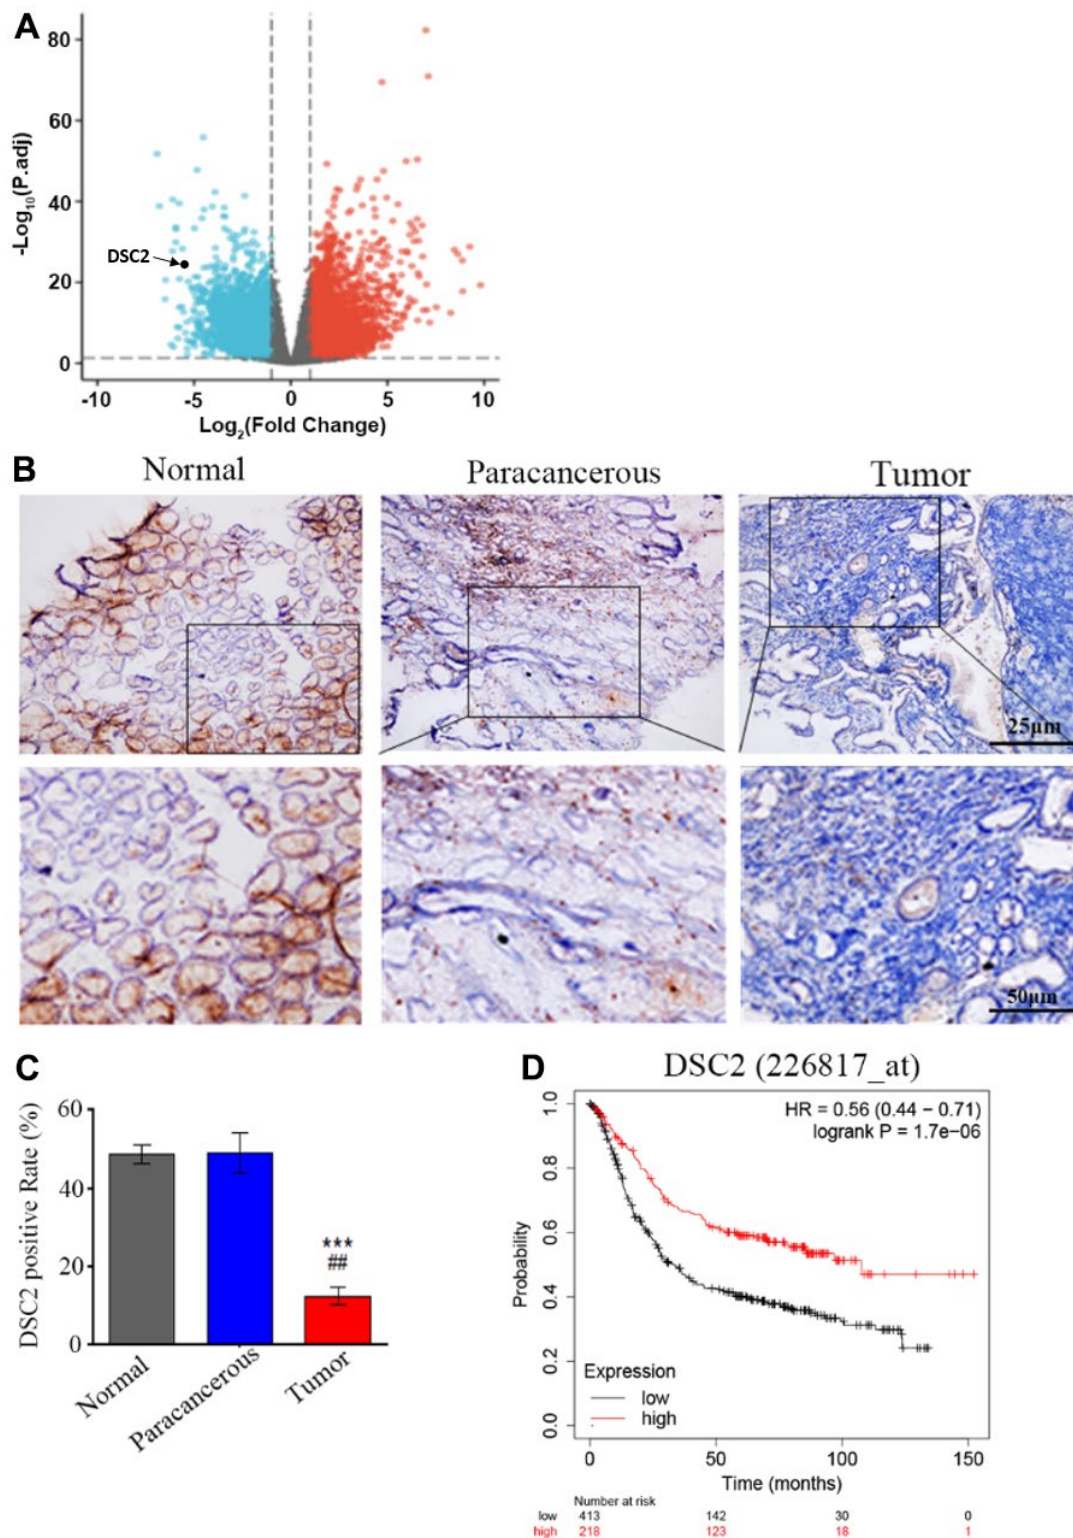 A
80
60
40
20
0
-Log10(P.adj)
DSC2
-10 -5 0 5 10
Log2(Fold Change)
B
Normal Paracancerous Tumor
25μm
50μm
C
DSC2 positive Rate (%)
60
40
20
0
***
##
Normal Paracancerous Tumor
D
DSC2 (226817_at)
HR = 0.56 (0.44 − 0.71)
logrank P = 1.7e−06
Probability
1.0
0.8
0.6
0.4
0.2
0.0
Expression
low
high
0 50 100 150
Time (months)
Number at risk
low 413 142 30 0
high 218 123 18 1